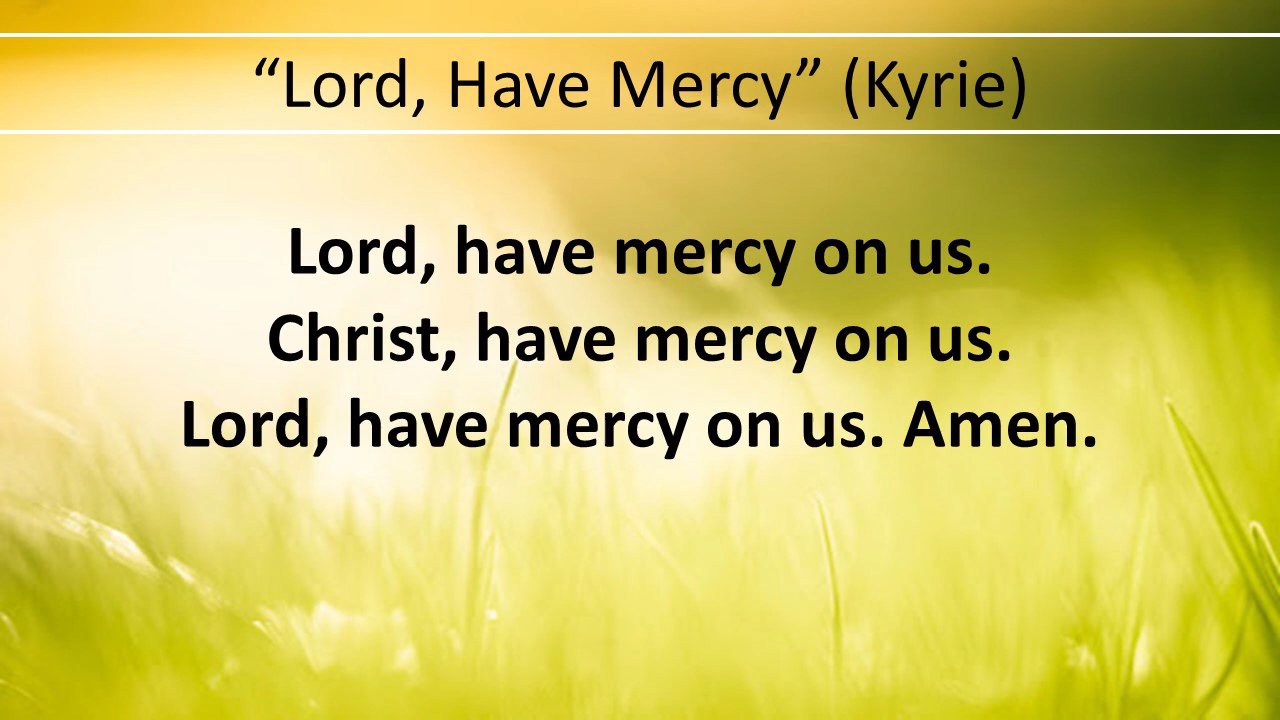 “Lord, Have Mercy” (Kyrie)
Lord, have mercy on us.
Christ, have mercy on us.
Lord, have mercy on us. Amen.